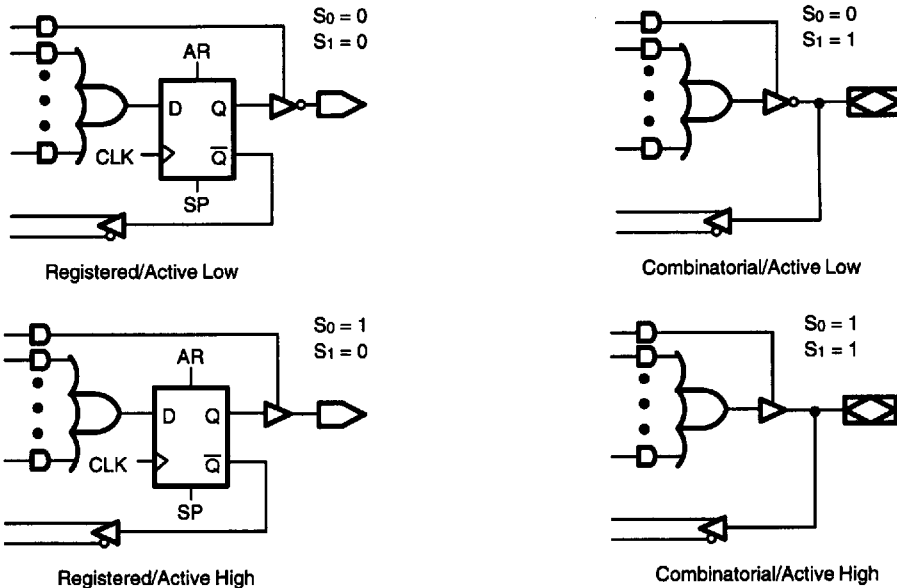 S0 = 0
S1 = 0
AR
D Q
CLK Q̅
SP
Registered/Active Low
S0 = 0
S1 = 1
Combinatorial/Active Low
S0 = 1
S1 = 0
AR
D Q
CLK Q̅
SP
Registered/Active High
S0 = 1
S1 = 1
Combinatorial/Active High